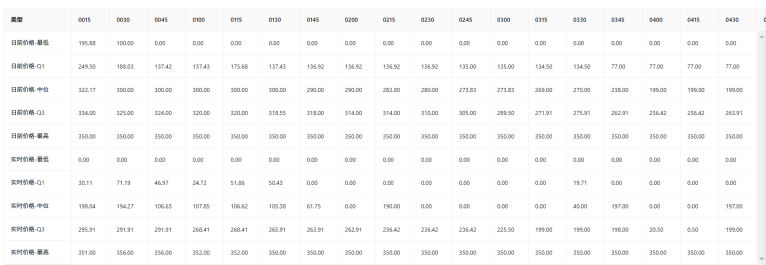 类型 0015 0030 0045 0100 0115 0130 0145 0200 0215 0230 0245 0300 0315 0330 0345 0400 0415 0430
日前价格-最低 195.88 100.00 0.00 0.00 0.00 0.00 0.00 0.00 0.00 0.00 0.00 0.00 0.00 0.00 0.00 0.00 0.00 0.00
日前价格-Q1 249.50 188.03 137.42 137.43 175.68 137.43 136.92 136.92 136.92 136.92 135.00 135.00 134.50 134.50 77.00 77.00 77.00 77.00
日前价格-中位 322.17 300.00 300.00 300.00 300.00 300.00 290.00 290.00 282.00 280.00 273.83 273.83 269.00 270.00 238.00 199.00 199.00 199.00
日前价格-Q3 334.00 325.00 324.00 320.00 320.00 318.55 318.00 314.00 314.00 310.00 305.00 289.50 271.91 275.91 262.91 236.42 236.42 263.91
日前价格-最高 350.00 350.00 350.00 350.00 350.00 350.00 350.00 350.00 350.00 350.00 350.00 350.00 350.00 350.00 350.00 350.00 350.00 350.00
实时价格-最低 0.00 0.00 0.00 0.00 0.00 0.00 0.00 0.00 0.00 0.00 0.00 0.00 0.00 0.00 0.00 0.00 0.00 0.00
实时价格-Q1 30.11 71.19 46.97 24.72 51.86 50.43 0.00 0.00 0.00 0.00 0.00 0.00 0.00 19.71 0.00 0.00 0.00 0.00
实时价格-中位 198.04 194.27 106.63 107.85 106.62 105.38 61.75 0.00 190.00 0.00 0.00 0.00 0.00 40.00 197.00 0.00 0.00 197.00
实时价格-Q3 295.91 291.91 291.91 268.41 268.41 265.91 263.91 262.91 236.42 236.42 236.42 225.50 199.00 199.00 198.00 20.50 0.50 199.00
实时价格-最高 351.00 356.00 356.00 352.00 352.00 350.00 350.00 350.00 350.00 350.00 350.00 350.00 350.00 350.00 350.00 350.00 350.00 350.00